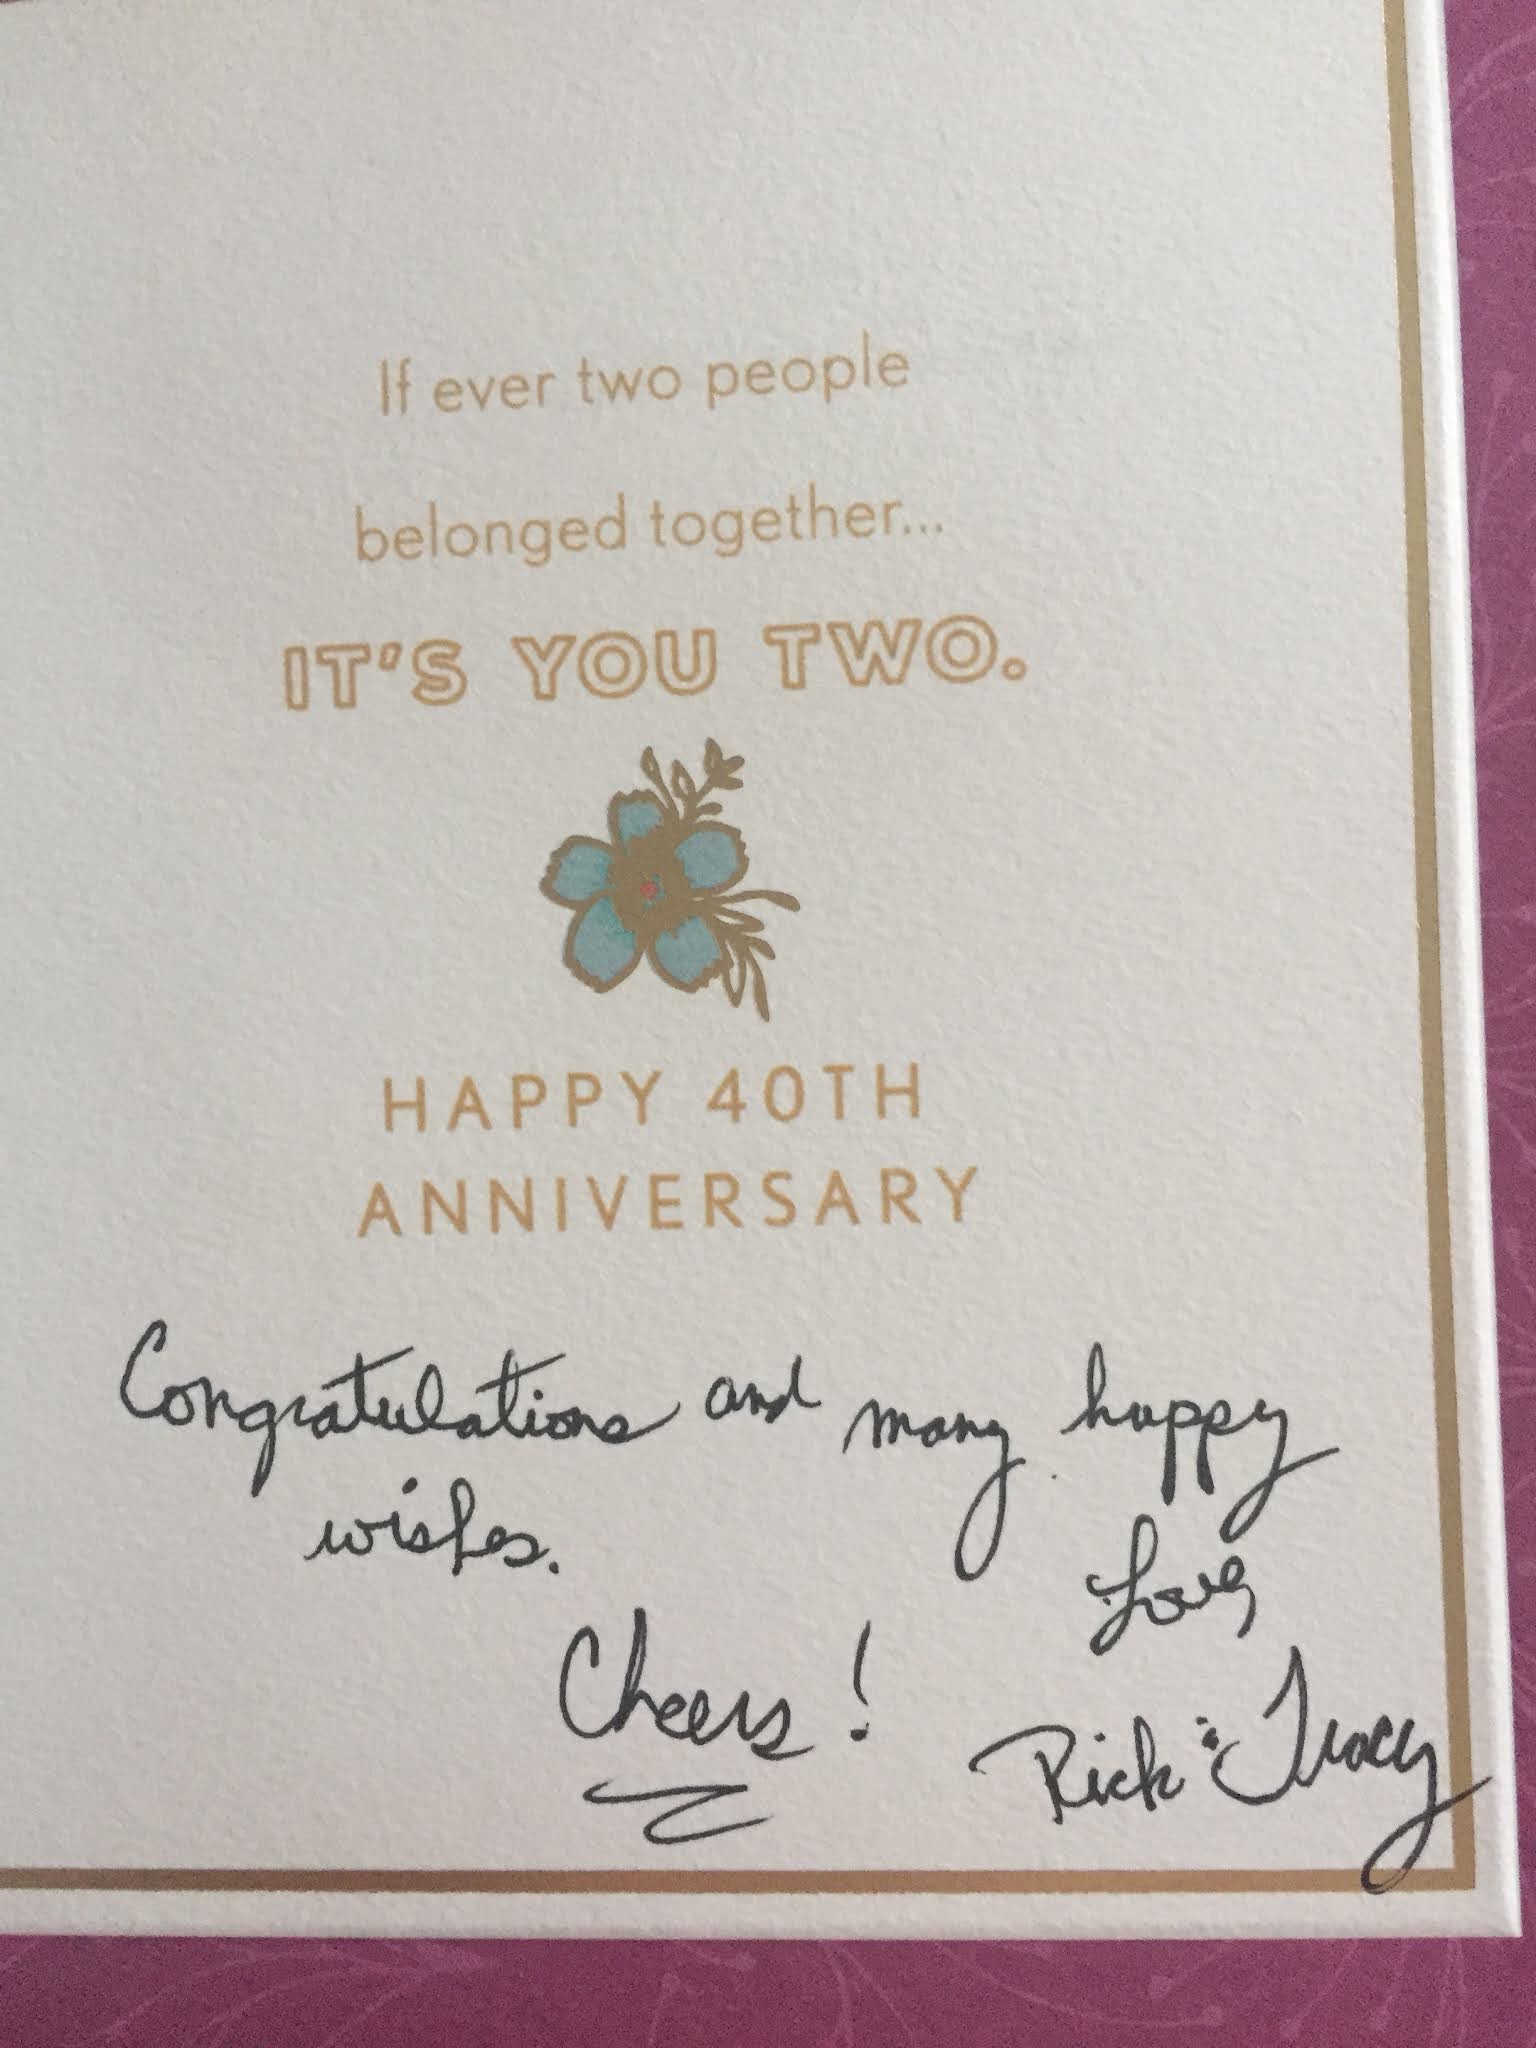 If ever two people
belonged together...
IT'S YOU TWO.
HAPPY 40TH
ANNIVERSARY
Congratulations and many happy
wishes.
Love
Cheers!
Rick & Tracy